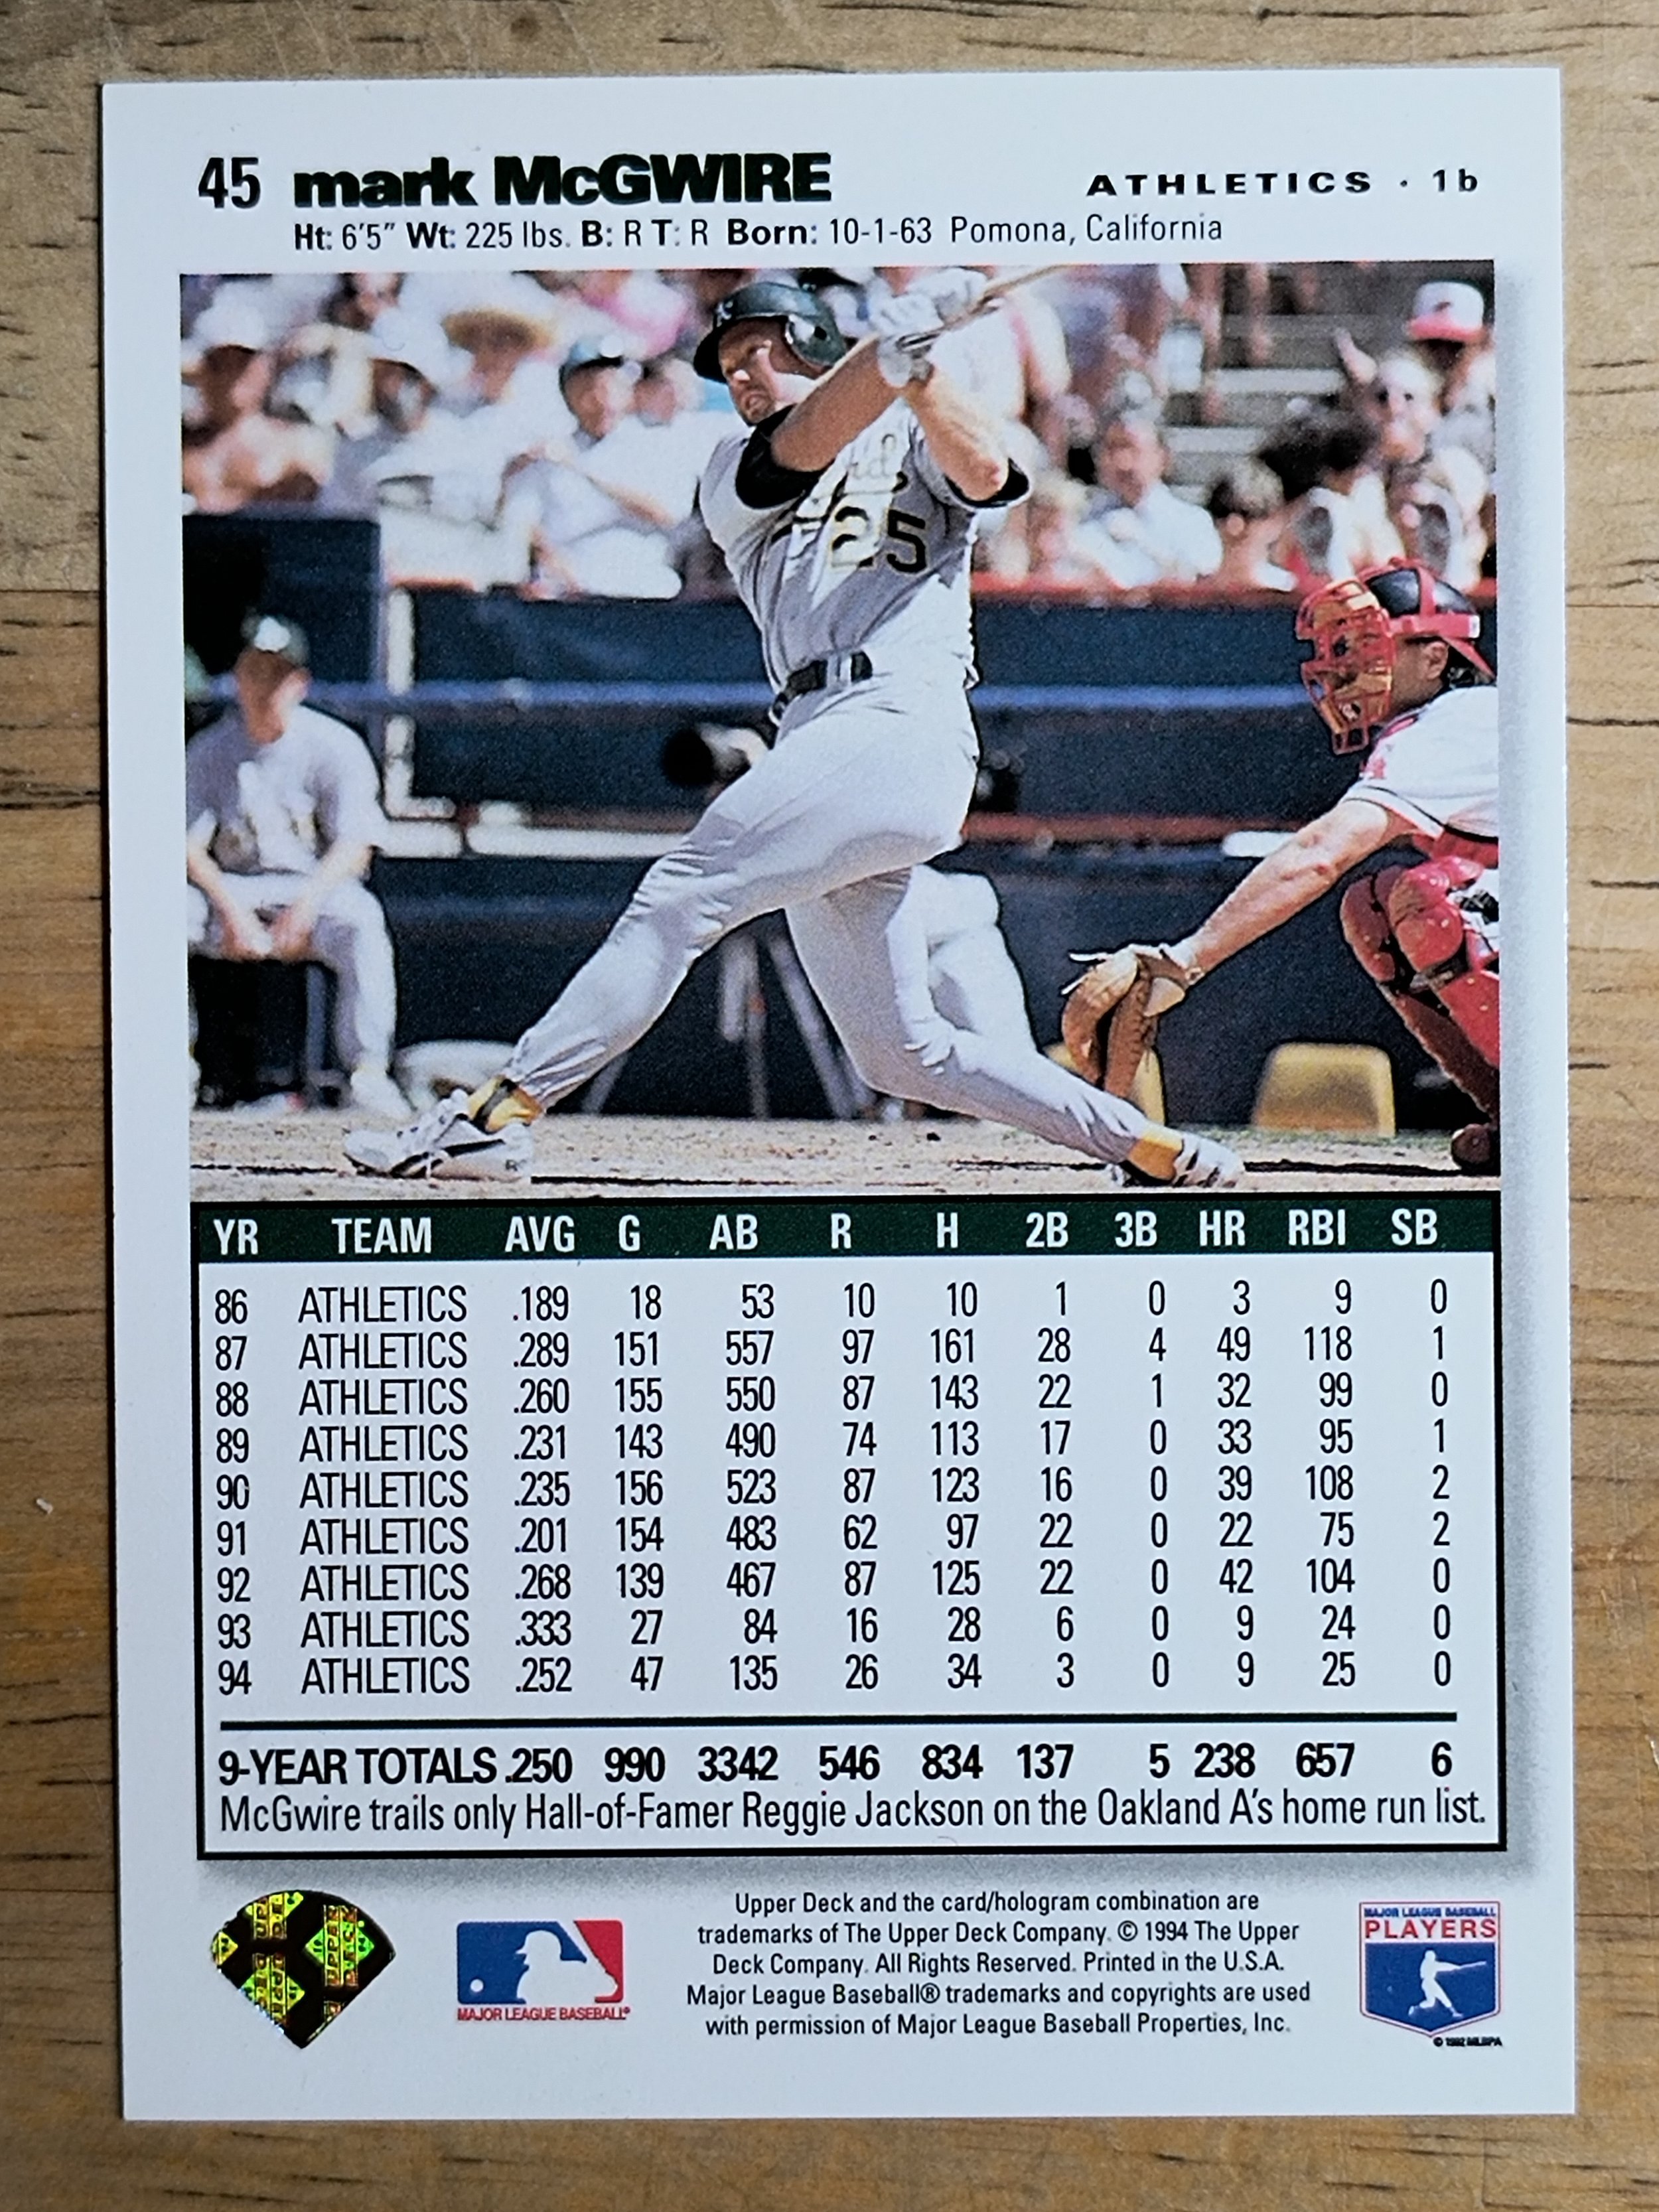 45 mark McGWIRE ATHLETICS · 1b
Ht: 6'5" Wt: 225 lbs. B: R T: R Born: 10-1-63 Pomona, California
25
YR TEAM AVG G AB R H 2B 3B HR RBI SB
86 ATHLETICS .189 18 53 10 10 1 0 3 9 0
87 ATHLETICS .289 151 557 97 161 28 4 49 118 1
88 ATHLETICS .260 155 550 87 143 22 1 32 99 0
89 ATHLETICS .231 143 490 74 113 17 0 33 95 1
90 ATHLETICS .235 156 523 87 123 16 0 39 108 2
91 ATHLETICS .201 154 483 62 97 22 0 22 75 2
92 ATHLETICS .268 139 467 87 125 22 0 42 104 0
93 ATHLETICS .333 27 84 16 28 6 0 9 24 0
94 ATHLETICS .252 47 135 26 34 3 0 9 25 0
9-YEAR TOTALS .250 990 3342 546 834 137 5 238 657 6
McGwire trails only Hall-of-Famer Reggie Jackson on the Oakland A's home run list.
MAJOR LEAGUE BASEBALL®
Upper Deck and the card/hologram combination are
trademarks of The Upper Deck Company. © 1994 The Upper
Deck Company. All Rights Reserved. Printed in the U.S.A.
Major League Baseball® trademarks and copyrights are used
with permission of Major League Baseball Properties, Inc.
MAJOR LEAGUE BASEBALL
PLAYERS
© 1992 MLBPA